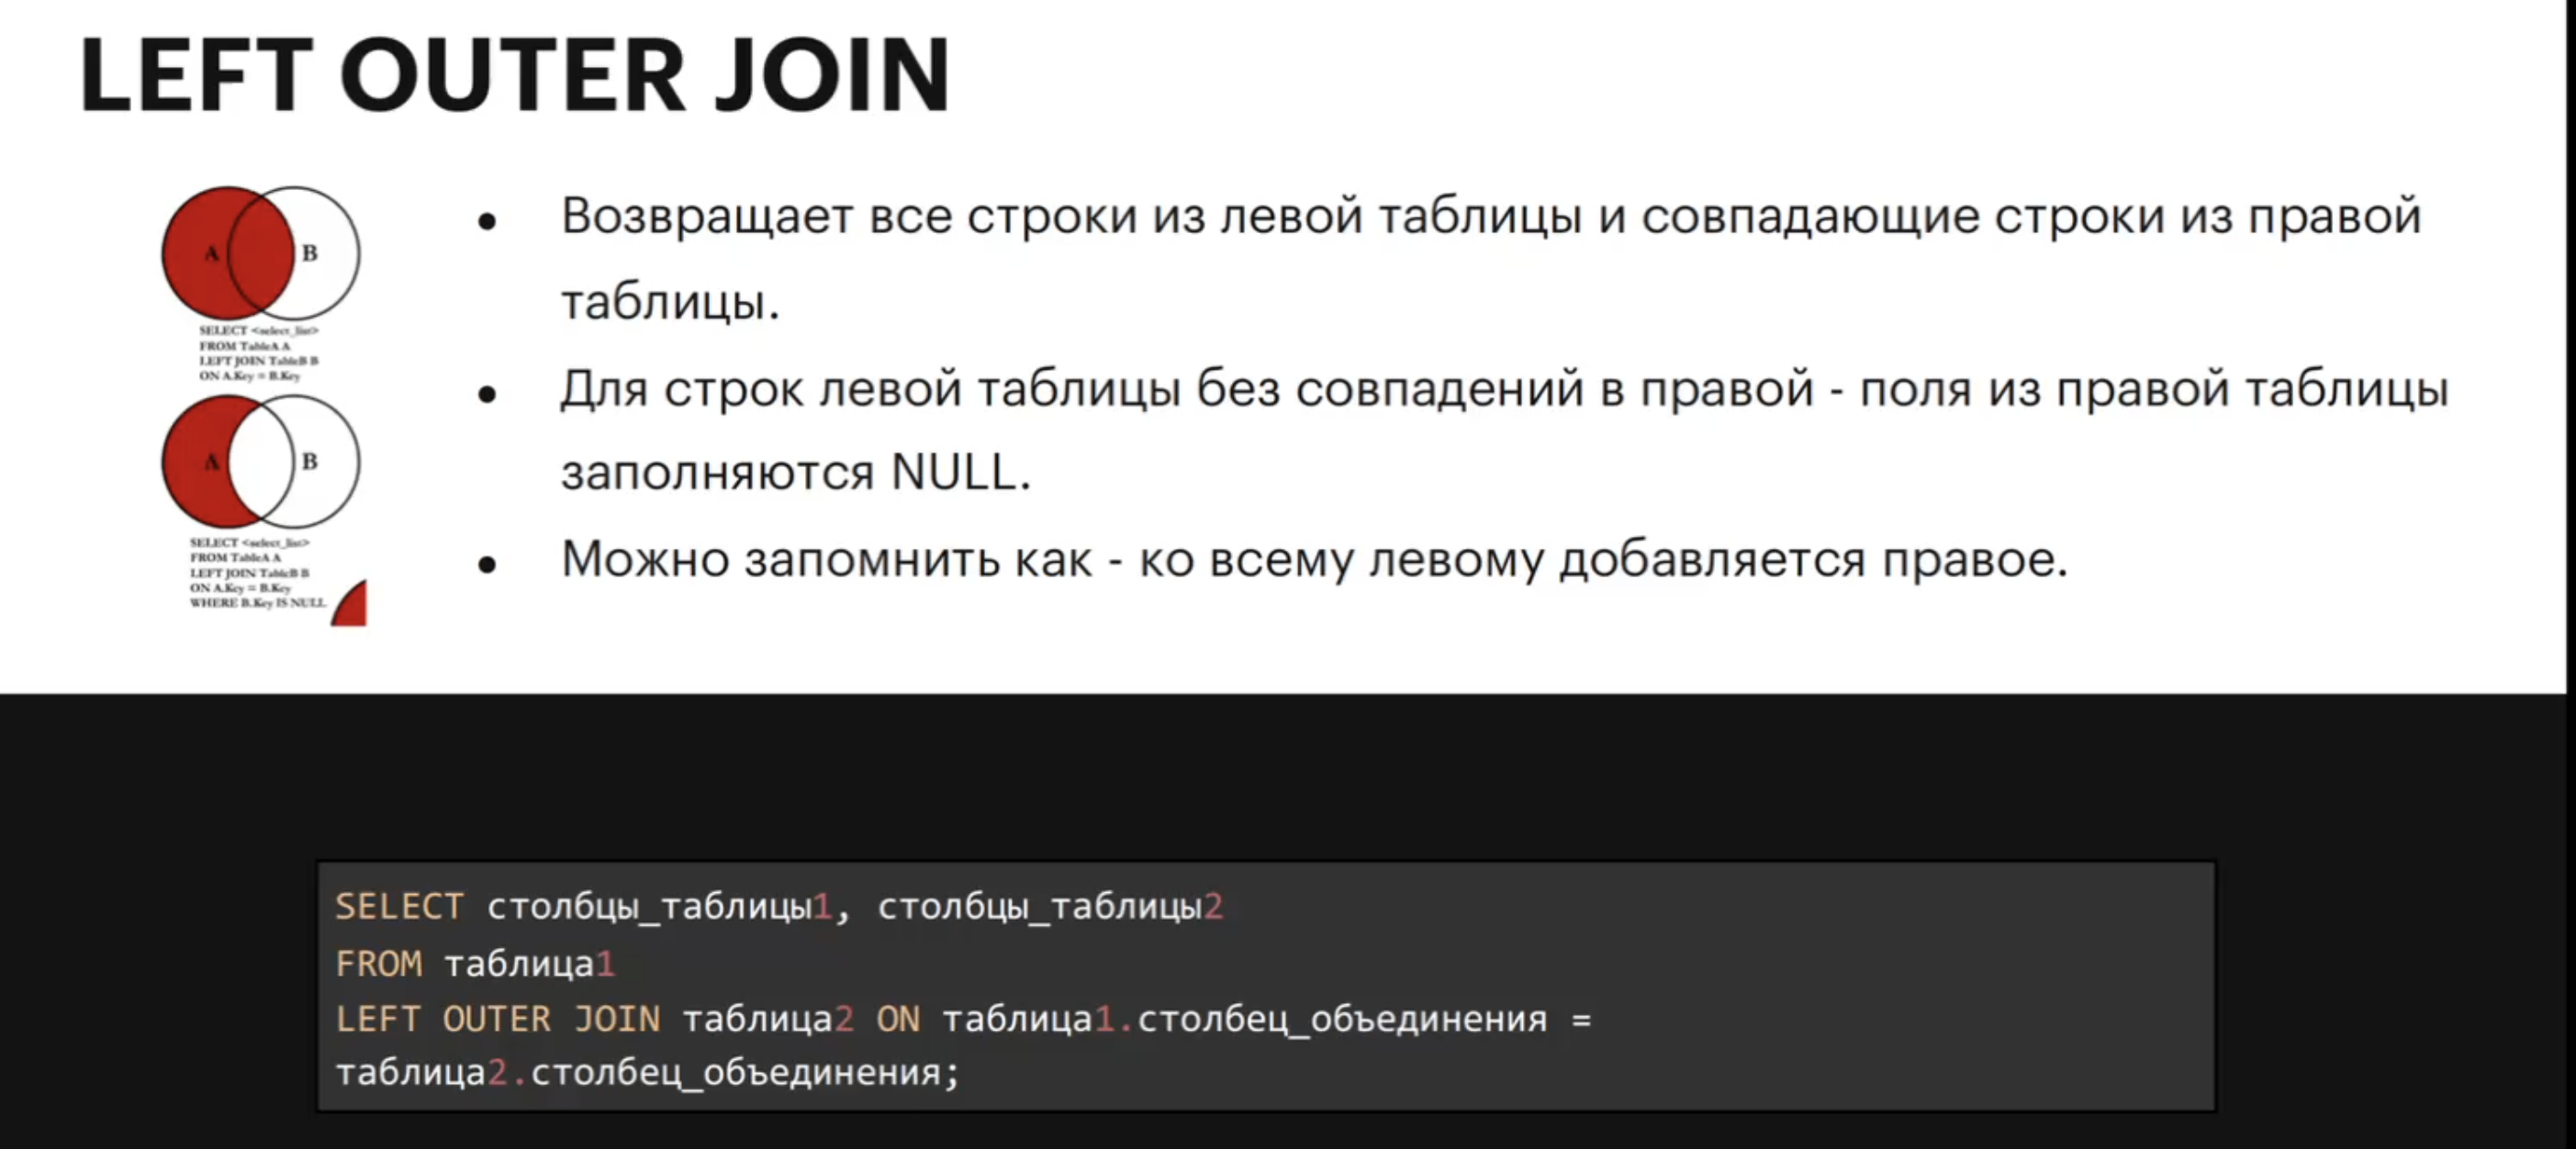 LEFT OUTER JOIN
A B
SELECT <select_list>
FROM TableA A
LEFT JOIN TableB B
ON A.Key = B.Key
A B
SELECT <select_list>
FROM TableA A
LEFT JOIN TableB B
ON A.Key = B.Key
WHERE B.Key IS NULL
• Возвращает все строки из левой таблицы и совпадающие строки из правой
таблицы.
• Для строк левой таблицы без совпадений в правой - поля из правой таблицы
заполняются NULL.
• Можно запомнить как - ко всему левому добавляется правое.
SELECT столбцы_таблицы1, столбцы_таблицы2
FROM таблица1
LEFT OUTER JOIN таблица2 ON таблица1.столбец_объединения =
таблица2.столбец_объединения;